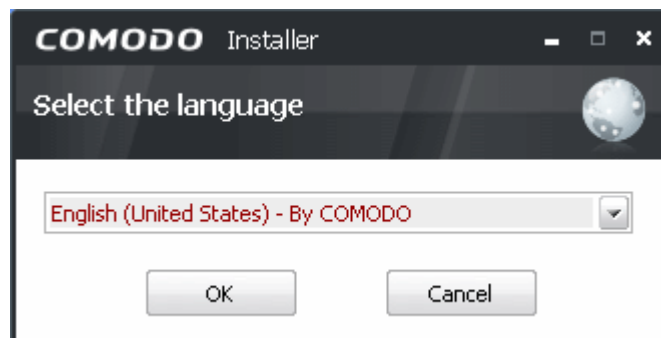 COMODO Installer
Select the language
English (United States) - By COMODO
OK Cancel